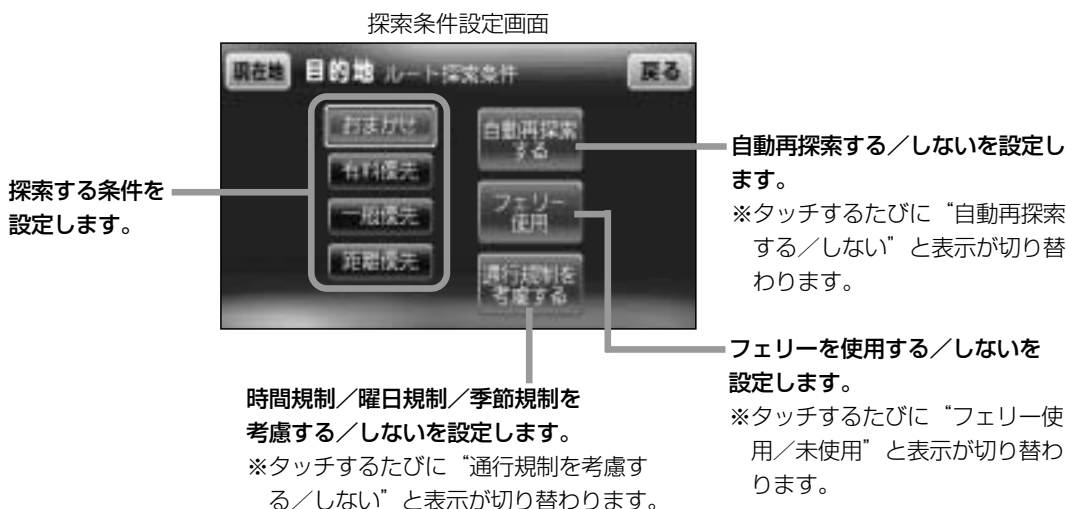 探索条件設定画面
現在地 目的地 ルート探索条件 戻る
おまかせ
有料優先
一般優先
距離優先
自動再探索
する
フェリー
使用
通行規制を
考慮する
探索する条件を
設定します。
自動再探索する／しないを設定し
ます。
※タッチするたびに“自動再探索
する／しない”と表示が切り替
わります。
フェリーを使用する／しないを
設定します。
※タッチするたびに“フェリー使
用／未使用”と表示が切り替わ
ります。
時間規制／曜日規制／季節規制を
考慮する／しないを設定します。
※タッチするたびに“通行規制を考慮す
る／しない”と表示が切り替わります。